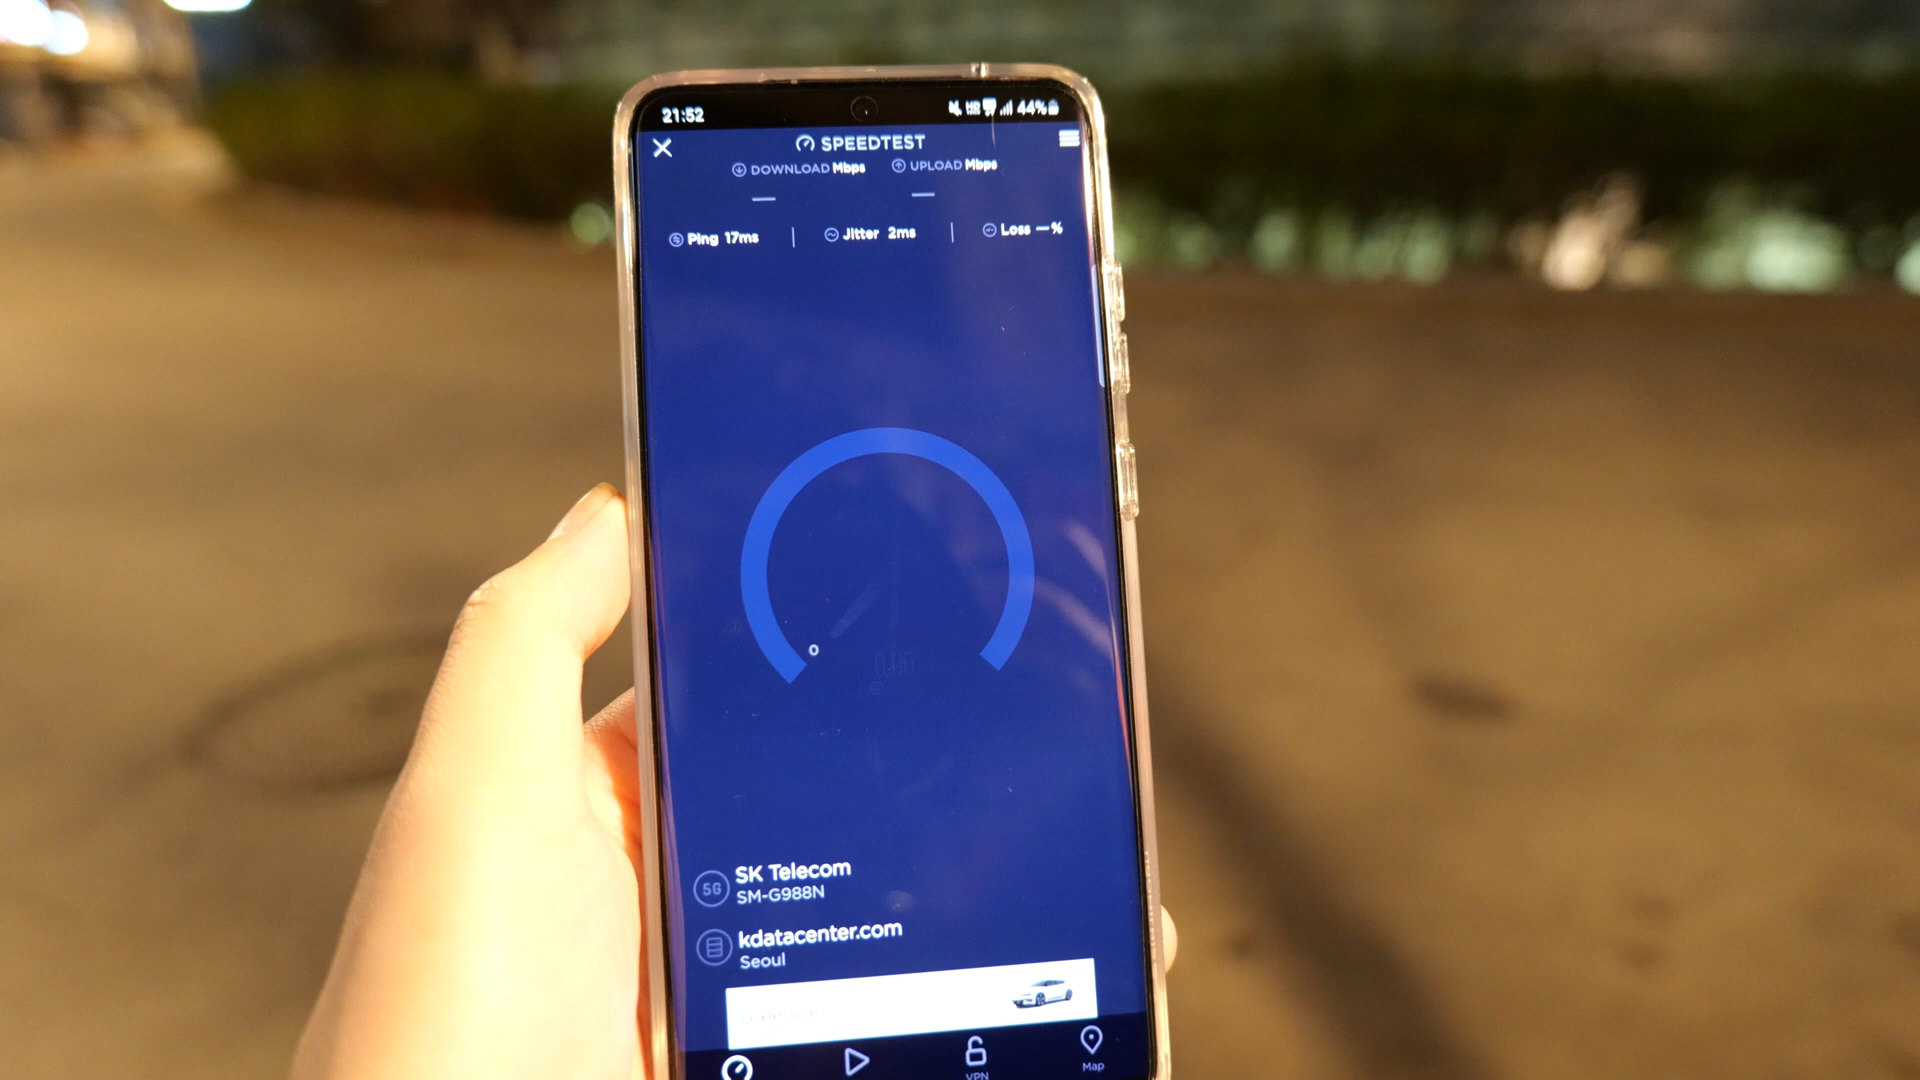 21:52 HD 44%
SPEEDTEST
DOWNLOAD Mbps UPLOAD Mbps
— —
Ping 17ms | Jitter 2ms | Loss —%
0
5G SK Telecom
SM-G988N
kdatacenter.com
Seoul
VPN Map